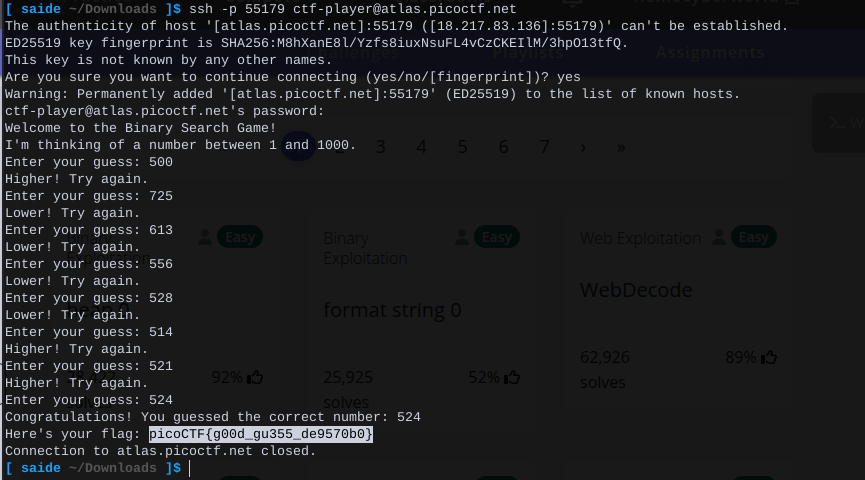 [ saide ~/Downloads ]$ ssh -p 55179 ctf-player@atlas.picoctf.net
The authenticity of host '[atlas.picoctf.net]:55179 ([18.217.83.136]:55179)' can't be established.
ED25519 key fingerprint is SHA256:M8hXanE8l/Yzfs8iuxNsuFL4vCzCKEIlM/3hpO13tfQ.
This key is not known by any other names.
Are you sure you want to continue connecting (yes/no/[fingerprint])? yes
Warning: Permanently added '[atlas.picoctf.net]:55179' (ED25519) to the list of known hosts.
ctf-player@atlas.picoctf.net's password:
Welcome to the Binary Search Game!
I'm thinking of a number between 1 and 1000.
Enter your guess: 500
Higher! Try again.
Enter your guess: 725
Lower! Try again.
Enter your guess: 613
Lower! Try again.
Enter your guess: 556
Lower! Try again.
Enter your guess: 528
Lower! Try again.
Enter your guess: 514
Higher! Try again.
Enter your guess: 521
Higher! Try again.
Enter your guess: 524
Congratulations! You guessed the correct number: 524
Here's your flag: picoCTF{g00d_gu355_de9570b0}
Connection to atlas.picoctf.net closed.
[ saide ~/Downloads ]$
Playlists
Assignments
3 4 5 6 7 › »
Easy
Binary
Exploitation
Easy
Web Exploitation
Easy
format string 0
WebDecode
92%
25,925
solves
52%
62,926
solves
89%